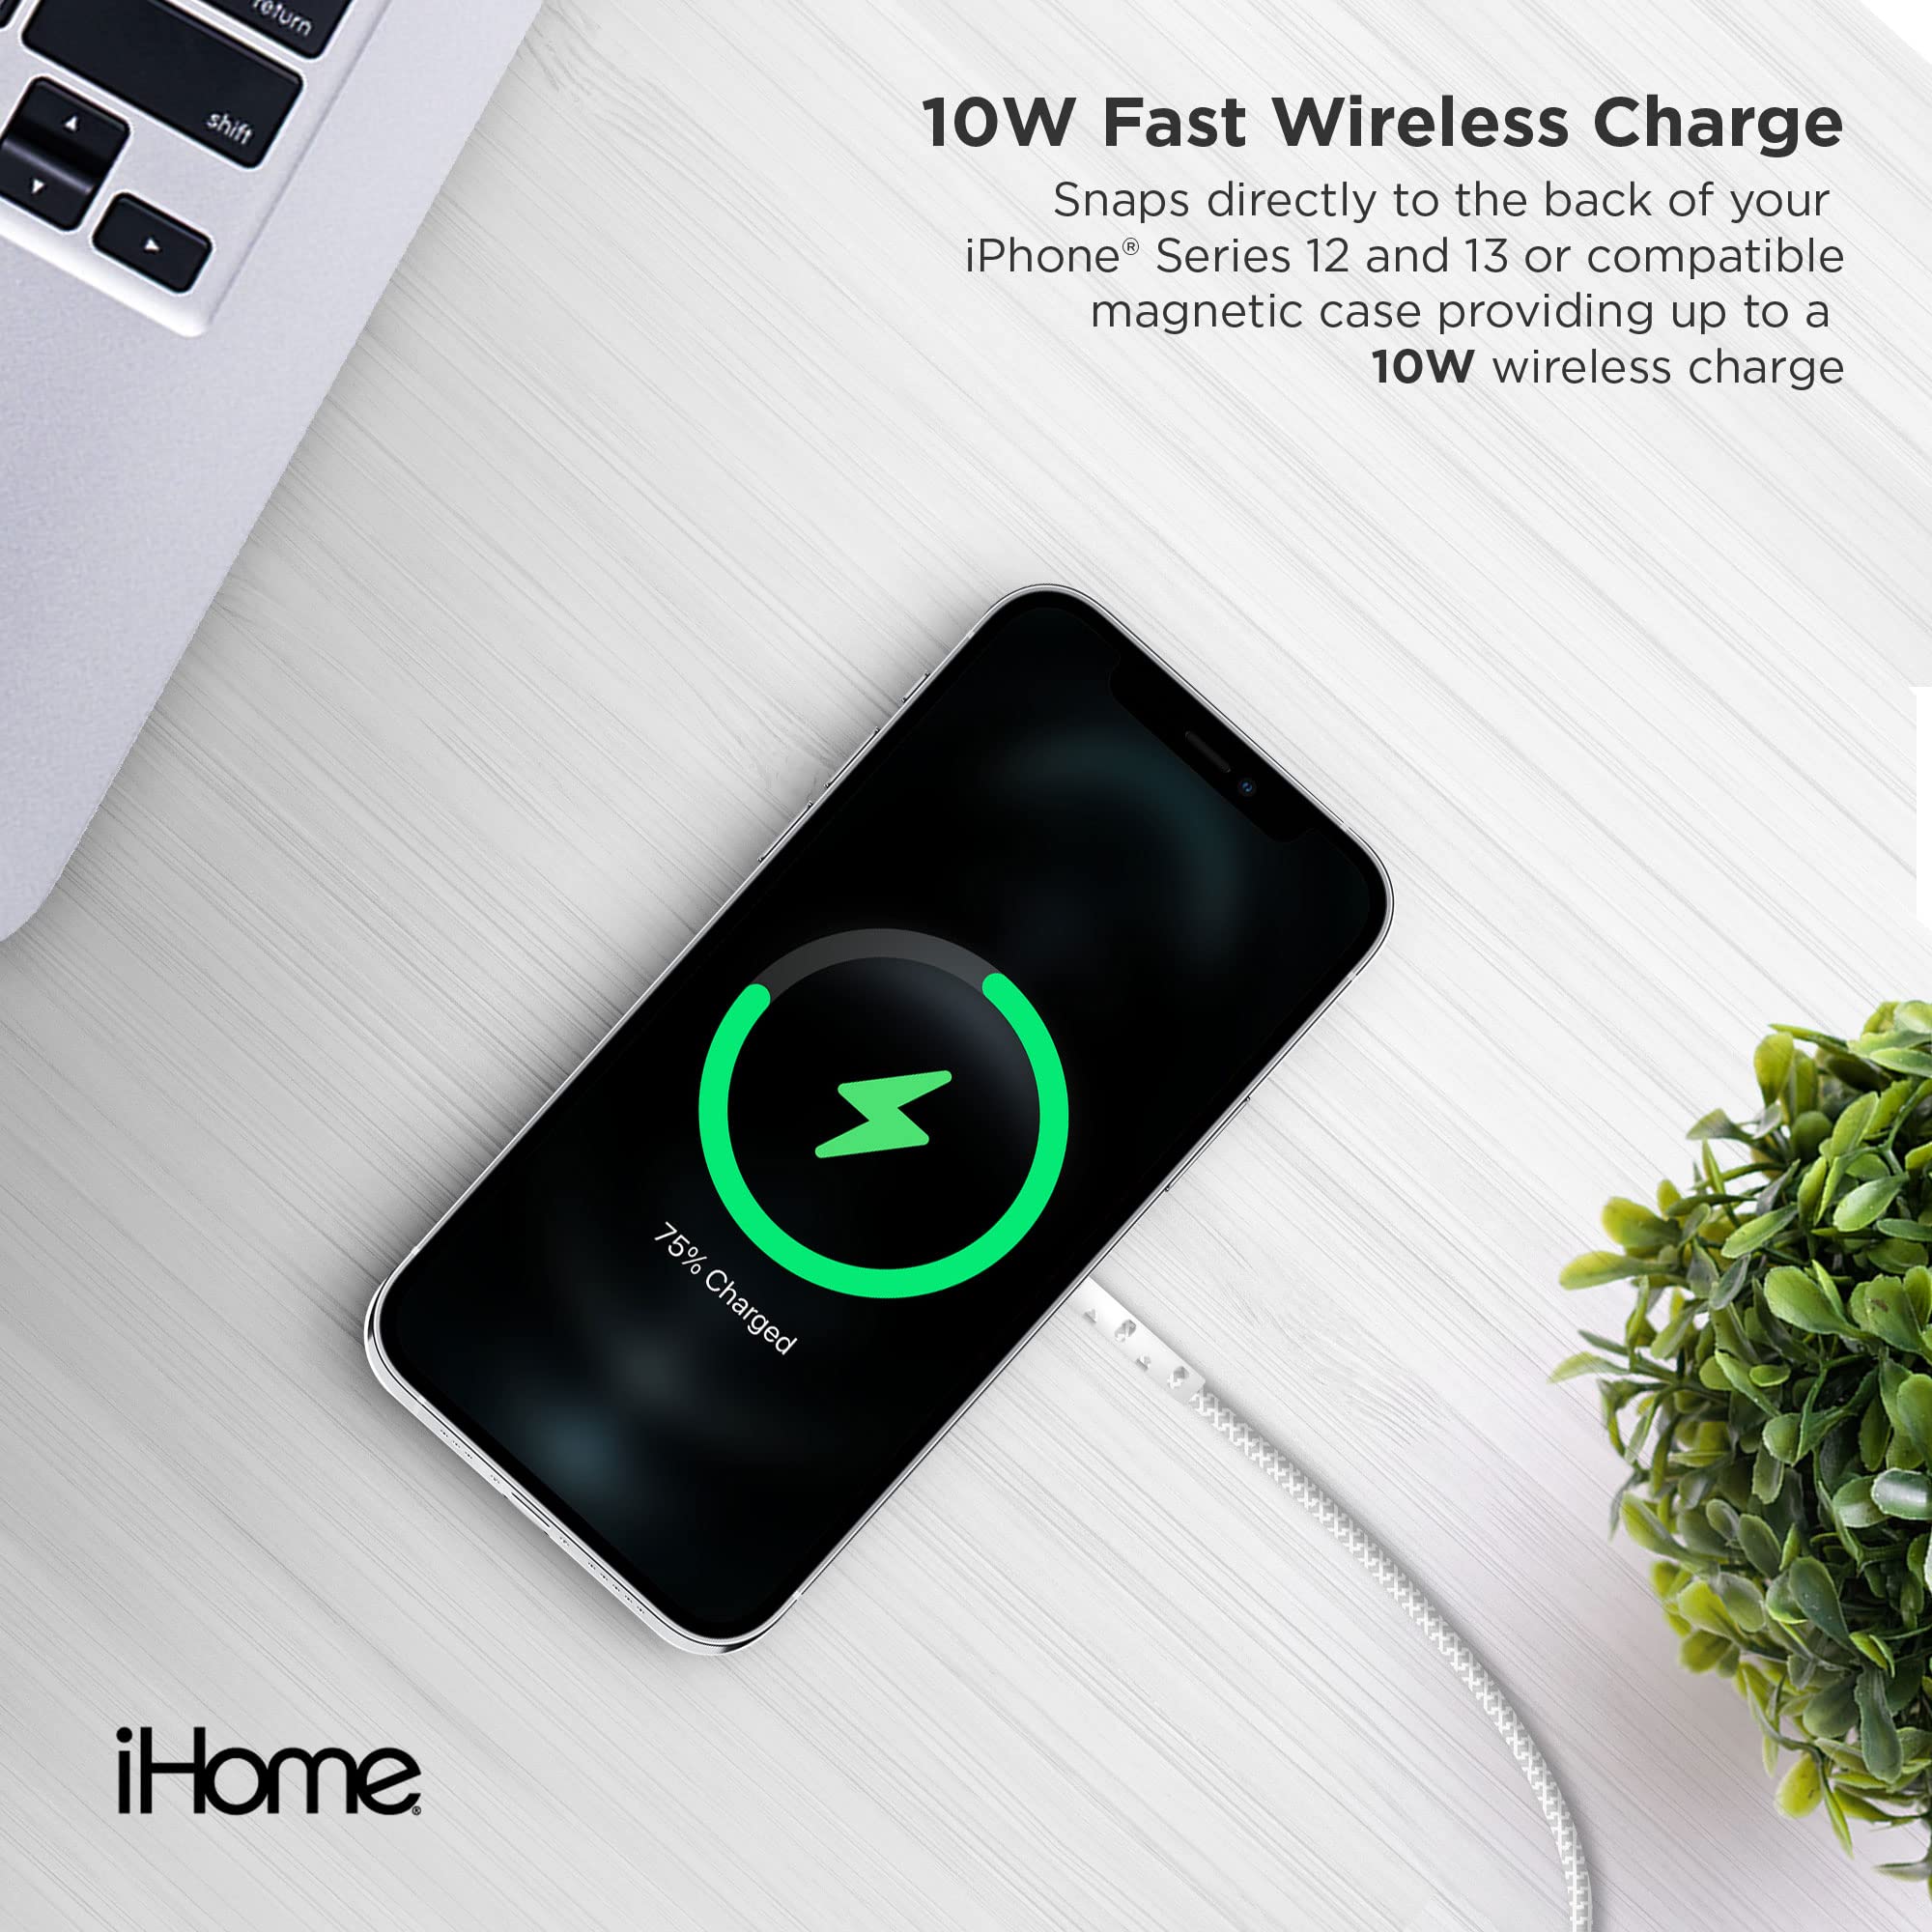 return
shift
10W Fast Wireless Charge
Snaps directly to the back of your
iPhone® Series 12 and 13 or compatible
magnetic case providing up to a
10W wireless charge
75% Charged
iHome®